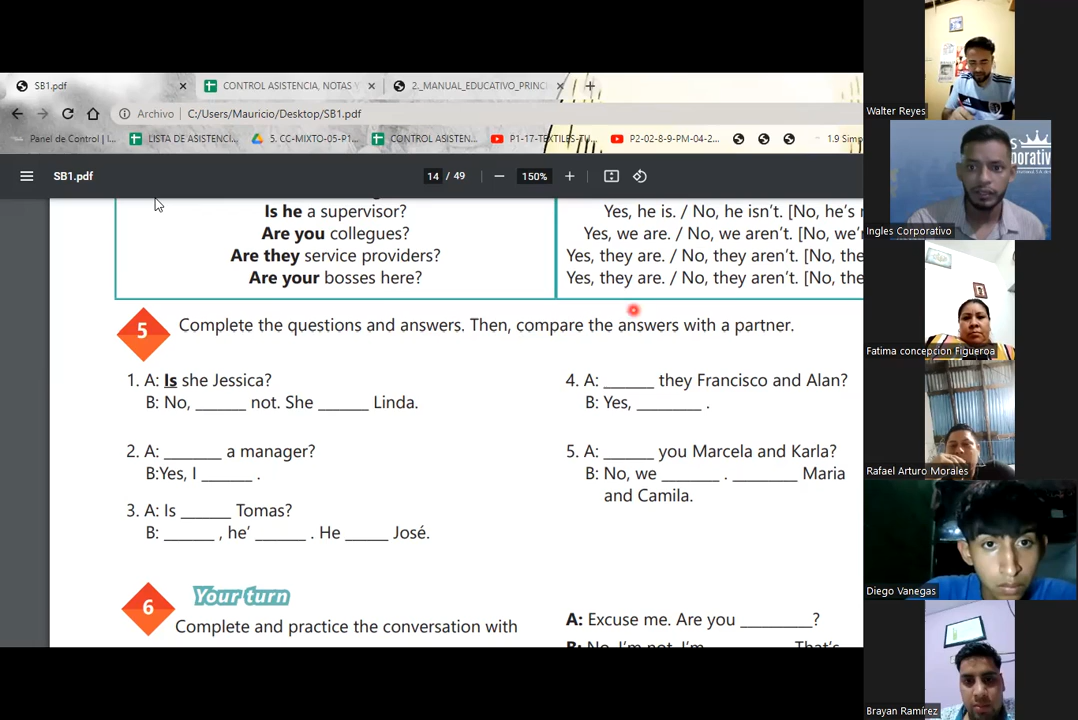 SB1.pdf
CONTROL ASISTENCIA, NOTAS Y
2._MANUAL_EDUCATIVO_PRINC
Archivo
C:/Users/Mauricio/Desktop/SB1.pdf
Panel de Control | I...
LISTA DE ASISTENCI...
5. CC-MIXTO-05-P1...
CONTROL ASISTEN...
P1-17-TEXTILES-TU...
P2-02-8-9-PM-04-2...
1.9 Simp
SB1.pdf
14 / 49
150%
Is he a supervisor?
Yes, he is. / No, he isn't. [No, he's
Are you collegues?
Yes, we are. / No, we aren't. [No, we'
Are they service providers?
Yes, they are. / No, they aren't. [No, the
Are your bosses here?
Yes, they are. / No, they aren't. [No, the
5
Complete the questions and answers. Then, compare the answers with a partner.
1. A: Is she Jessica?
B: No, ______ not. She ______ Linda.
2. A: _______ a manager?
B:Yes, I ______ .
3. A: Is ______ Tomas?
B: ______ , he' ______ . He _____ José.
4. A: ______ they Francisco and Alan?
B: Yes, ________ .
5. A: ______ you Marcela and Karla?
B: No, we _______ . ________ Maria
and Camila.
6
Your turn
Complete and practice the conversation with
A: Excuse me. Are you _________?
B: No, I'm not. I'm ___________. That's
Walter Reyes
Ingles Corporativo
Fatima concepcion Figueroa
Rafael Arturo Morales
Diego Vanegas
Brayan Ramírez